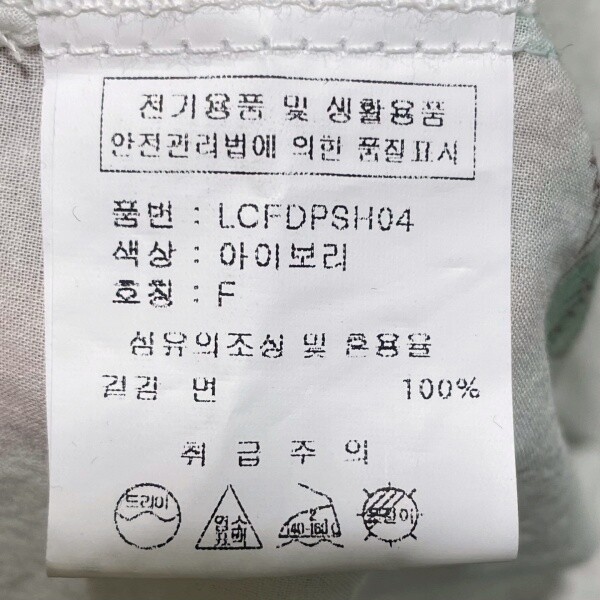 전기용품 및 생활용품
안전관리법에 의한 품질표시
품번 : LCFDPSH04
색상 : 아이보리
호칭 : F
섬유의조성 및 혼용율
겉감 면 100%
취급주의
드라이
염소
표백
140-160℃